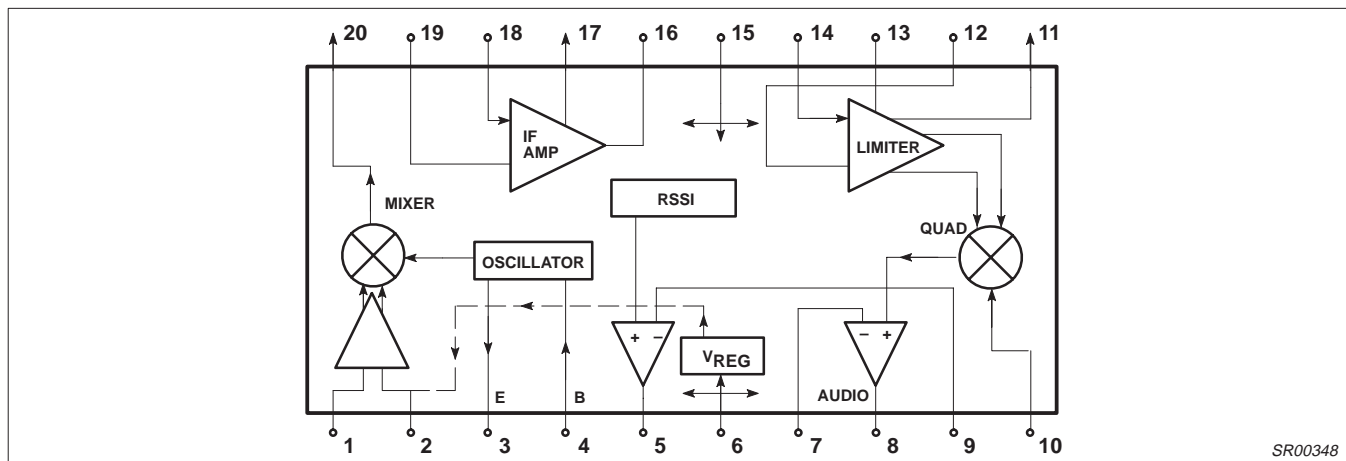 20 19 18 17 16 15 14 13 12 11
IF
AMP
LIMITER
RSSI
MIXER
QUAD
OSCILLATOR
+ −
VREG
− +
E B
AUDIO
1 2 3 4 5 6 7 8 9 10
SR00348